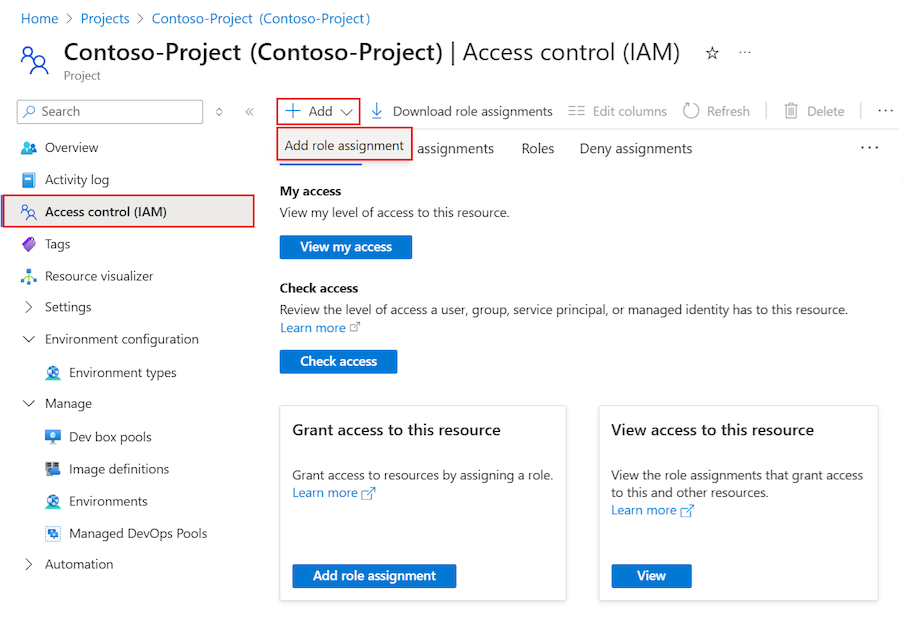 Home > Projects > Contoso-Project (Contoso-Project)
Contoso-Project (Contoso-Project) | Access control (IAM)
Project
Search
Add
Download role assignments
Edit columns
Refresh
Delete
Add role assignment
assignments
Roles
Deny assignments
Overview
Activity log
Access control (IAM)
Tags
Resource visualizer
Settings
Environment configuration
Environment types
Manage
Dev box pools
Image definitions
Environments
Managed DevOps Pools
Automation
My access
View my level of access to this resource.
View my access
Check access
Review the level of access a user, group, service principal, or managed identity has to this resource.
Learn more
Check access
Grant access to this resource
Grant access to resources by assigning a role.
Learn more
Add role assignment
View access to this resource
View the role assignments that grant access
to this and other resources.
Learn more
View